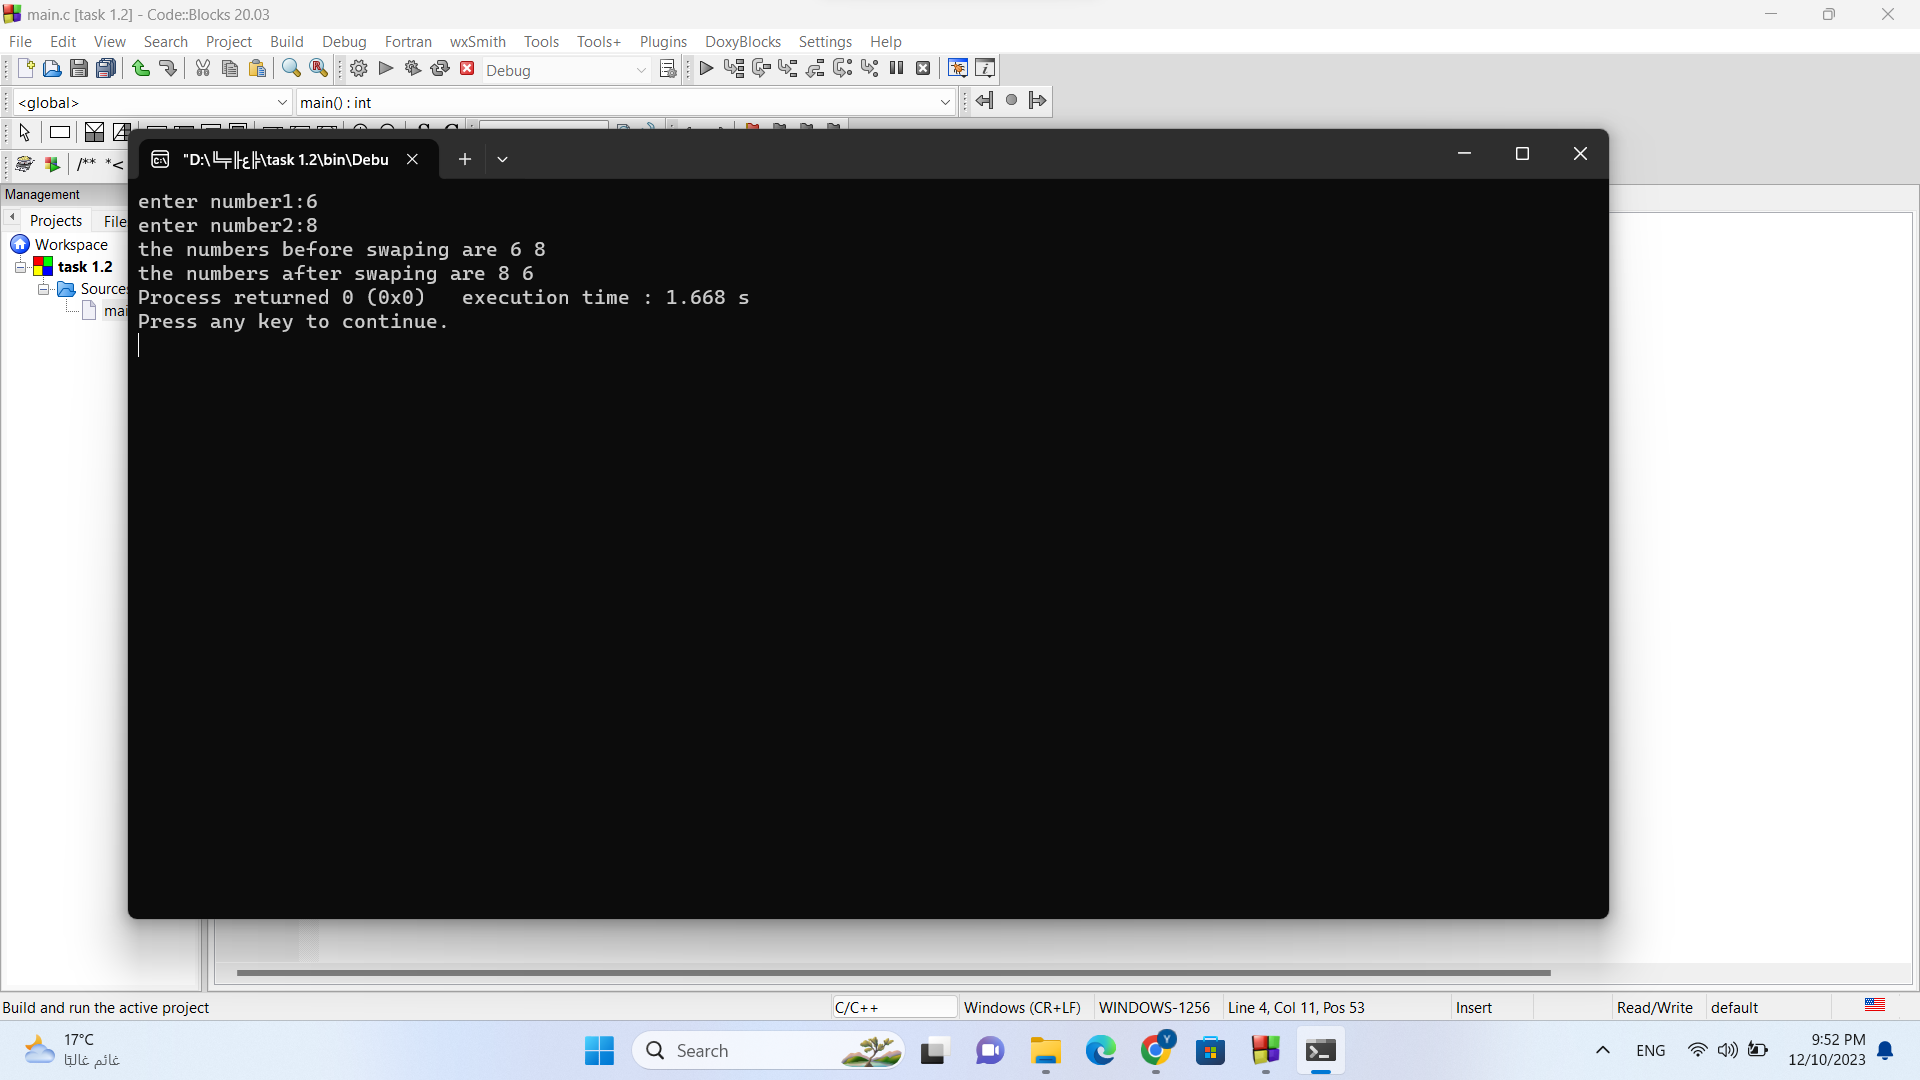 main.c [task 1.2] - Code::Blocks 20.03
File Edit View Search Project Build Debug Fortran wxSmith Tools Tools+ Plugins DoxyBlocks Settings Help
Debug
<global> main() : int
/** *<
"D:\╚╤╟ع╠\task 1.2\bin\Debu
Management
Projects File
Workspace
task 1.2
Sources
mai
enter number1:6
enter number2:8
the numbers before swaping are 6 8
the numbers after swaping are 8 6
Process returned 0 (0x0)   execution time : 1.668 s
Press any key to continue.
Build and run the active project C/C++ Windows (CR+LF) WINDOWS-1256 Line 4, Col 11, Pos 53 Insert Read/Write default
17°C
غائم غالبًا
Search
ENG
9:52 PM
12/10/2023